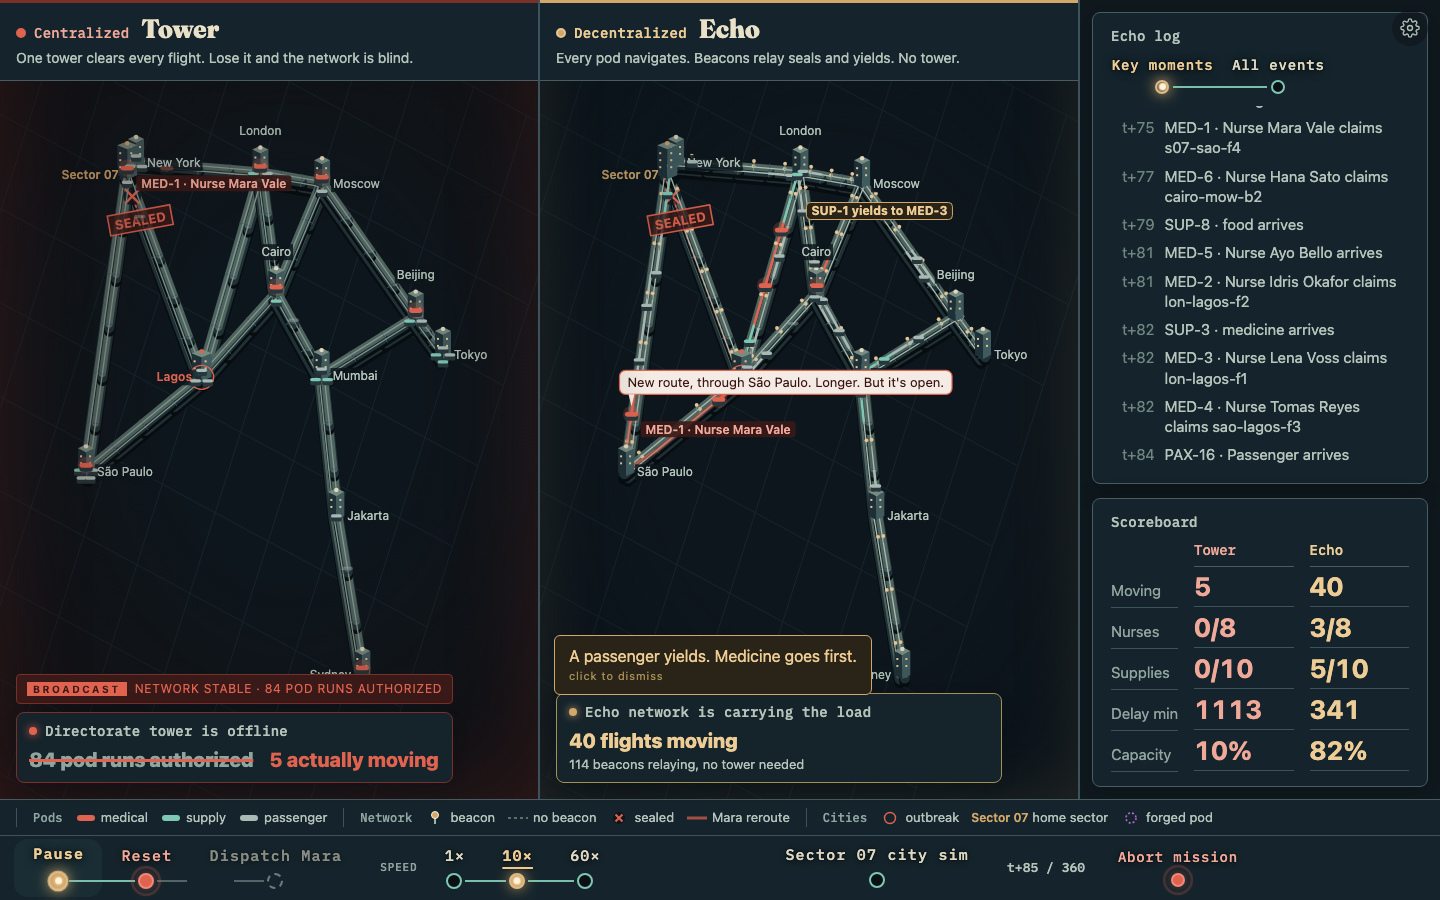 Centralized Tower
One tower clears every flight. Lose it and the network is blind.
London
New York
Sector 07
MED-1 · Nurse Mara Vale
Moscow
SEALED
Cairo
Beijing
Tokyo
Lagos
Mumbai
São Paulo
Jakarta
BROADCAST NETWORK STABLE · 84 POD RUNS AUTHORIZED
Directorate tower is offline
84 pod runs authorized 5 actually moving
Decentralized Echo
Every pod navigates. Beacons relay seals and yields. No tower.
London
New York
Sector 07
Moscow
SUP-1 yields to MED-3
SEALED
Cairo
Beijing
Tokyo
New route, through São Paulo. Longer. But it's open.
MED-1 · Nurse Mara Vale
São Paulo
Jakarta
A passenger yields. Medicine goes first.
click to dismiss
Echo network is carrying the load
40 flights moving
114 beacons relaying, no tower needed
Echo log
Key moments All events
t+75 MED-1 · Nurse Mara Vale claims
s07-sao-f4
t+77 MED-6 · Nurse Hana Sato claims
cairo-mow-b2
t+79 SUP-8 · food arrives
t+81 MED-5 · Nurse Ayo Bello arrives
t+81 MED-2 · Nurse Idris Okafor claims
lon-lagos-f2
t+82 SUP-3 · medicine arrives
t+82 MED-3 · Nurse Lena Voss claims
lon-lagos-f1
t+82 MED-4 · Nurse Tomas Reyes
claims sao-lagos-f3
t+84 PAX-16 · Passenger arrives
Scoreboard
Tower Echo
Moving 5 40
Nurses 0/8 3/8
Supplies 0/10 5/10
Delay min 1113 341
Capacity 10% 82%
Pods medical supply passenger Network beacon no beacon sealed Mara reroute Cities outbreak Sector 07 home sector forged pod
Pause Reset Dispatch Mara SPEED 1× 10× 60× Sector 07 city sim t+85 / 360 Abort mission